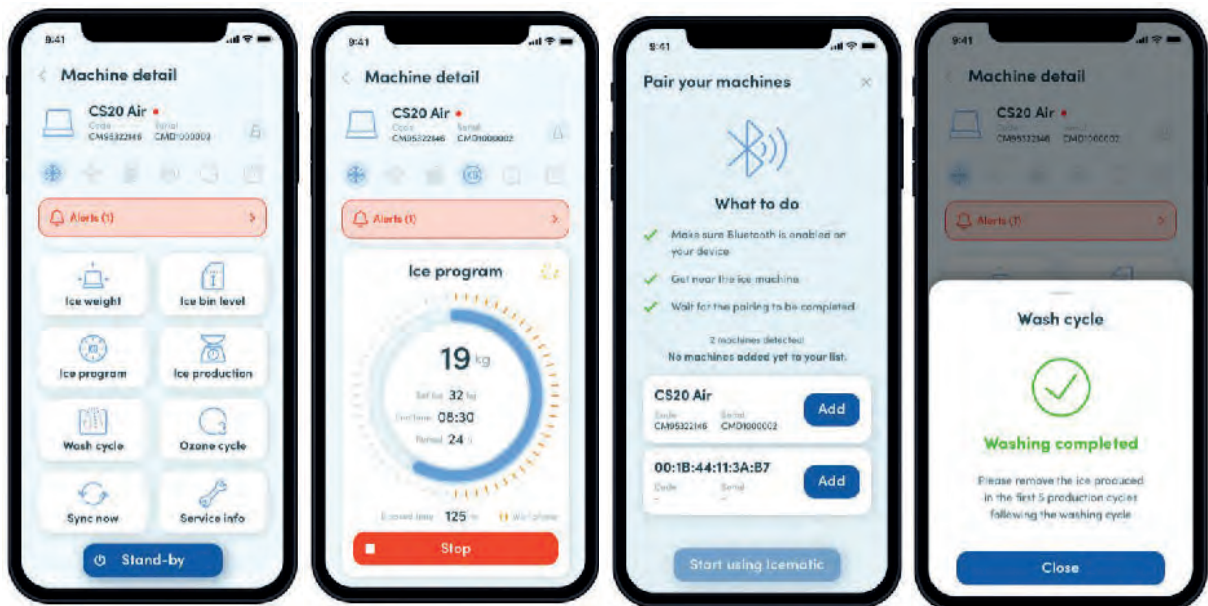 9:41
Machine detail
CS20 Air
Code Serial
CM95322146 CMD1000002
Alerts (1)
Ice weight
Ice bin level
Ice program
Ice production
Wash cycle
Ozone cycle
Sync now
Service info
Stand-by
9:41
Machine detail
CS20 Air
Code Serial
CM95322146 CMD1000002
Alerts (1)
Ice program
19 kg
32 kg
08:30
24
125
Stop
9:41
Pair your machines
What to do
Make sure Bluetooth is enabled on
your device
Get near the ice machine
Wait for the pairing to be completed
2 machines detected!
No machines added yet to your list.
CS20 Air
Code Serial
CM95322146 CMD1000002
Add
00:1B:44:11:3A:B7
Code Serial
- -
Add
Start using Icematic
9:41
Machine detail
CS20 Air
Code Serial
CM95322146 CMD1000002
Alerts (1)
Wash cycle
Washing completed
Please remove the ice produced
in the first 5 production cycles
following the washing cycle
Close